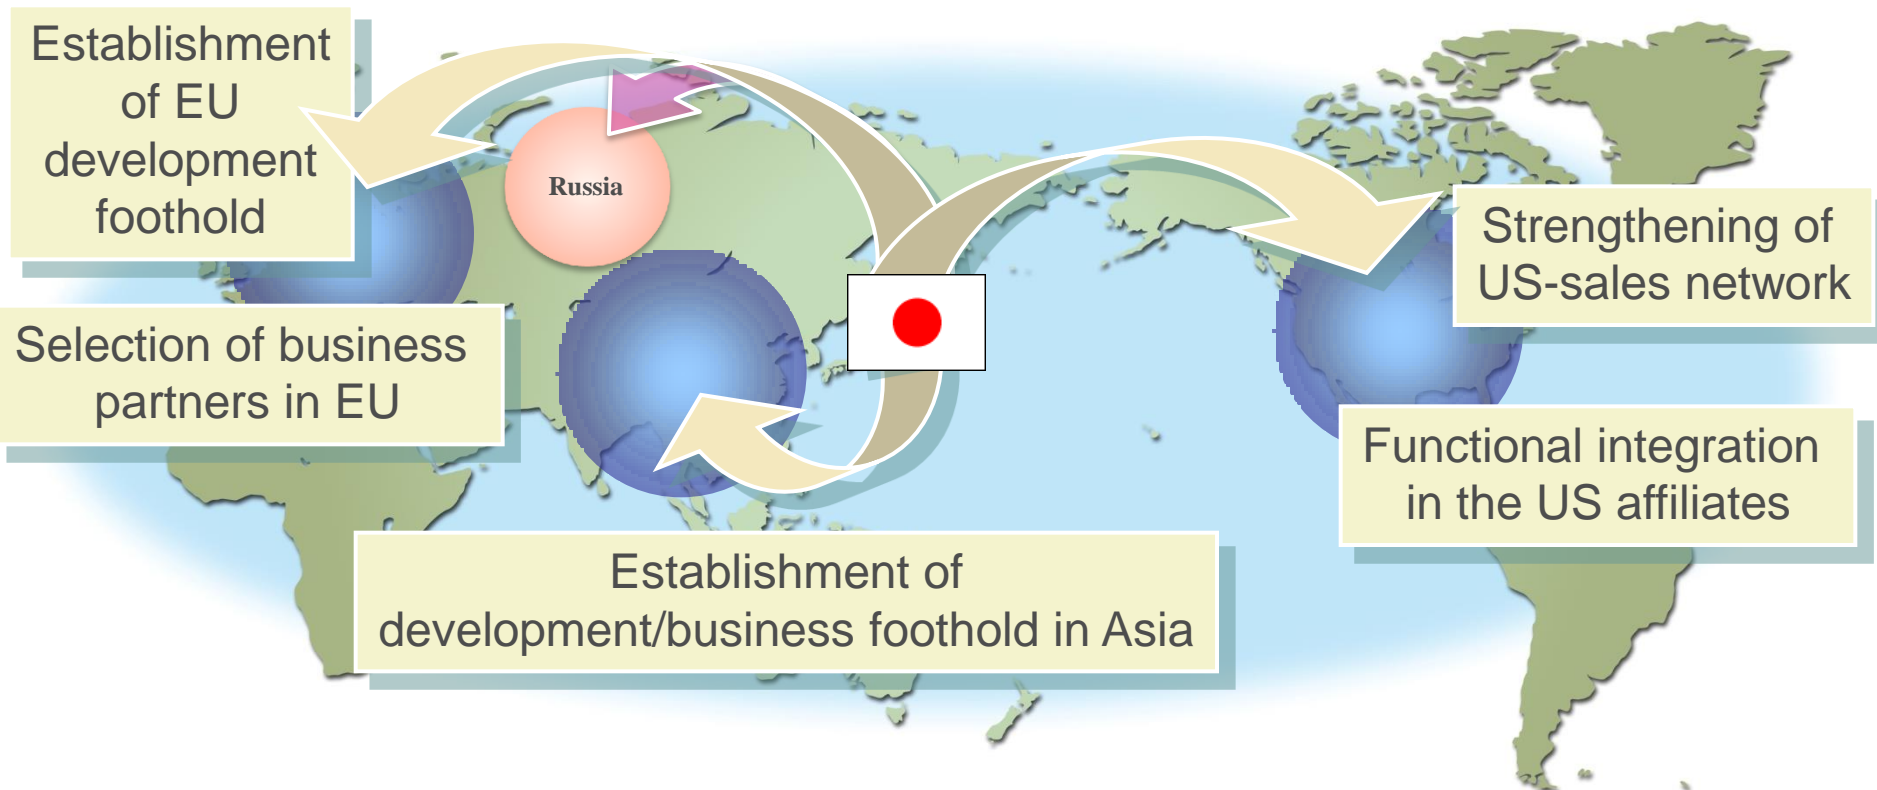 Establishment
of EU
development
foothold
Russia
Strengthening of
US-sales network
Selection of business
partners in EU
Functional integration
in the US affiliates
Establishment of
development/business foothold in Asia